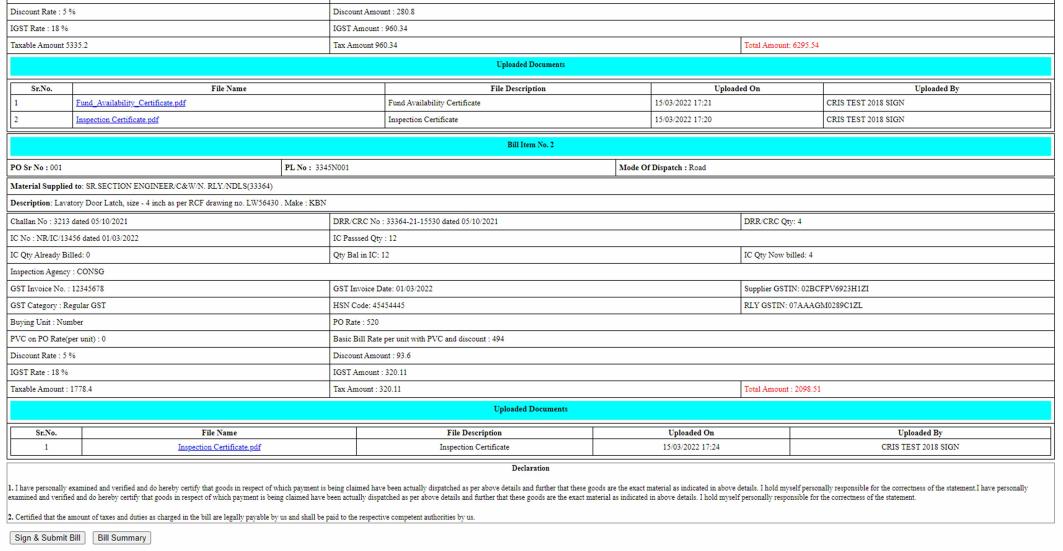 Discount Rate : 5 % Discount Amount : 280.8
IGST Rate : 18 % IGST Amount : 960.34
Taxable Amount 5335.2 Tax Amount 960.34 Total Amount: 6295.54
Uploaded Documents
Sr.No. File Name File Description Uploaded On Uploaded By
1 Fund_Availability_Certificate.pdf Fund Availability Certificate 15/03/2022 17:21 CRIS TEST 2018 SIGN
2 Inspection Certificate.pdf Inspection Certificate 15/03/2022 17:20 CRIS TEST 2018 SIGN
Bill Item No. 2
PO Sr No : 001 PL No : 3345N001 Mode Of Dispatch : Road
Material Supplied to: SR.SECTION ENGINEER/C&W/N. RLY./NDLS(33364)
Description: Lavatory Door Latch, size - 4 inch as per RCF drawing no. LW56430 . Make : KBN
Challan No : 3213 dated 05/10/2021 DRR/CRC No : 33364-21-15530 dated 05/10/2021 DRR/CRC Qty: 4
IC No : NR/IC/13456 dated 01/03/2022 IC Passsed Qty : 12
IC Qty Already Billed: 0 Qty Bal in IC: 12 IC Qty Now billed: 4
Inspection Agency : CONSG
GST Invoice No. : 12345678 GST Invoice Date: 01/03/2022 Supplier GSTIN: 02BCFPV6923H1ZI
GST Category : Regular GST HSN Code: 45454445 RLY GSTIN: 07AAAGM0289C1ZL
Buying Unit : Number PO Rate : 520
PVC on PO Rate(per unit) : 0 Basic Bill Rate per unit with PVC and discount : 494
Discount Rate : 5 % Discount Amount : 93.6
IGST Rate : 18 % IGST Amount : 320.11
Taxable Amount : 1778.4 Tax Amount : 320.11 Total Amount : 2098.51
Uploaded Documents
Sr.No. File Name File Description Uploaded On Uploaded By
1 Inspection Certificate.pdf Inspection Certificate 15/03/2022 17:24 CRIS TEST 2018 SIGN
Declaration
1. I have personally examined and verified and do hereby certify that goods in respect of which payment is being claimed have been actually dispatched as per above details and further that these goods are the exact material as indicated in above details. I hold myself personally responsible for the correctness of the statement.I have personally
examined and verified and do hereby certify that goods in respect of which payment is being claimed have been actually dispatched as per above details and further that these goods are the exact material as indicated in above details. I hold myself personally responsible for the correctness of the statement.
2. Certified that the amount of taxes and duties as charged in the bill are legally payable by us and shall be paid to the respective competent authorities by us.
Sign & Submit Bill Bill Summary